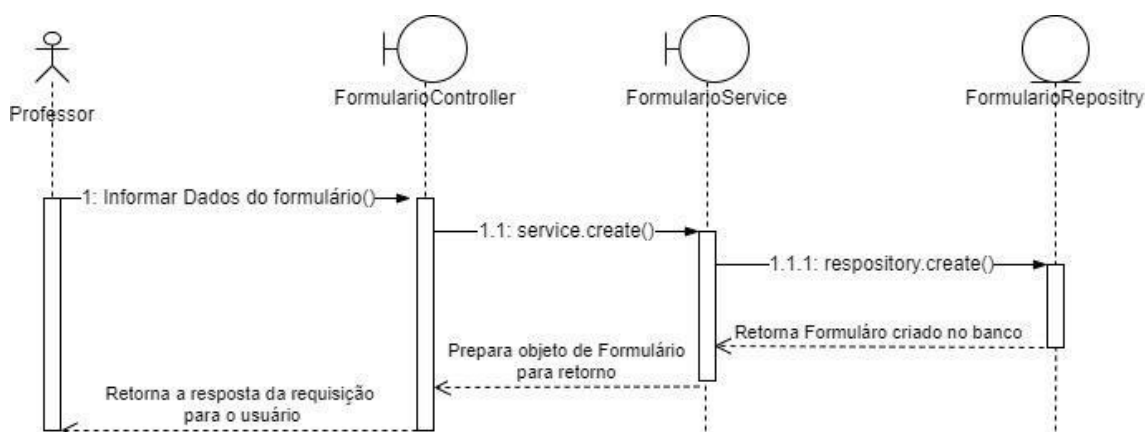 Professor
FormularioController
FormularioService
FormularioRepositry
1: Informar Dados do formulário()
1.1: service.create()
1.1.1: respository.create()
Retorna Formuláro criado no banco
Prepara objeto de Formulário
para retorno
Retorna a resposta da requisição
para o usuário